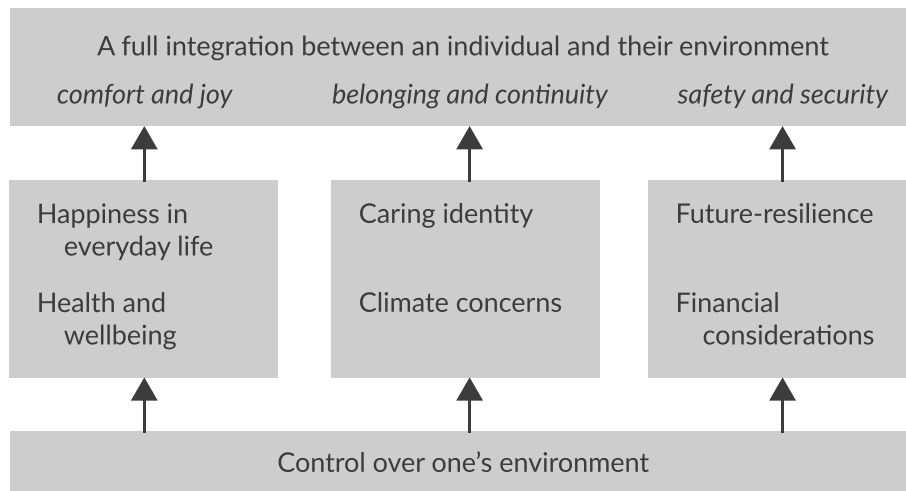 A full integration between an individual and their environment
comfort and joy
belonging and continuity
safety and security
Happiness in
everyday life
Health and
wellbeing
Caring identity
Climate concerns
Future-resilience
Financial
considerations
Control over one’s environment